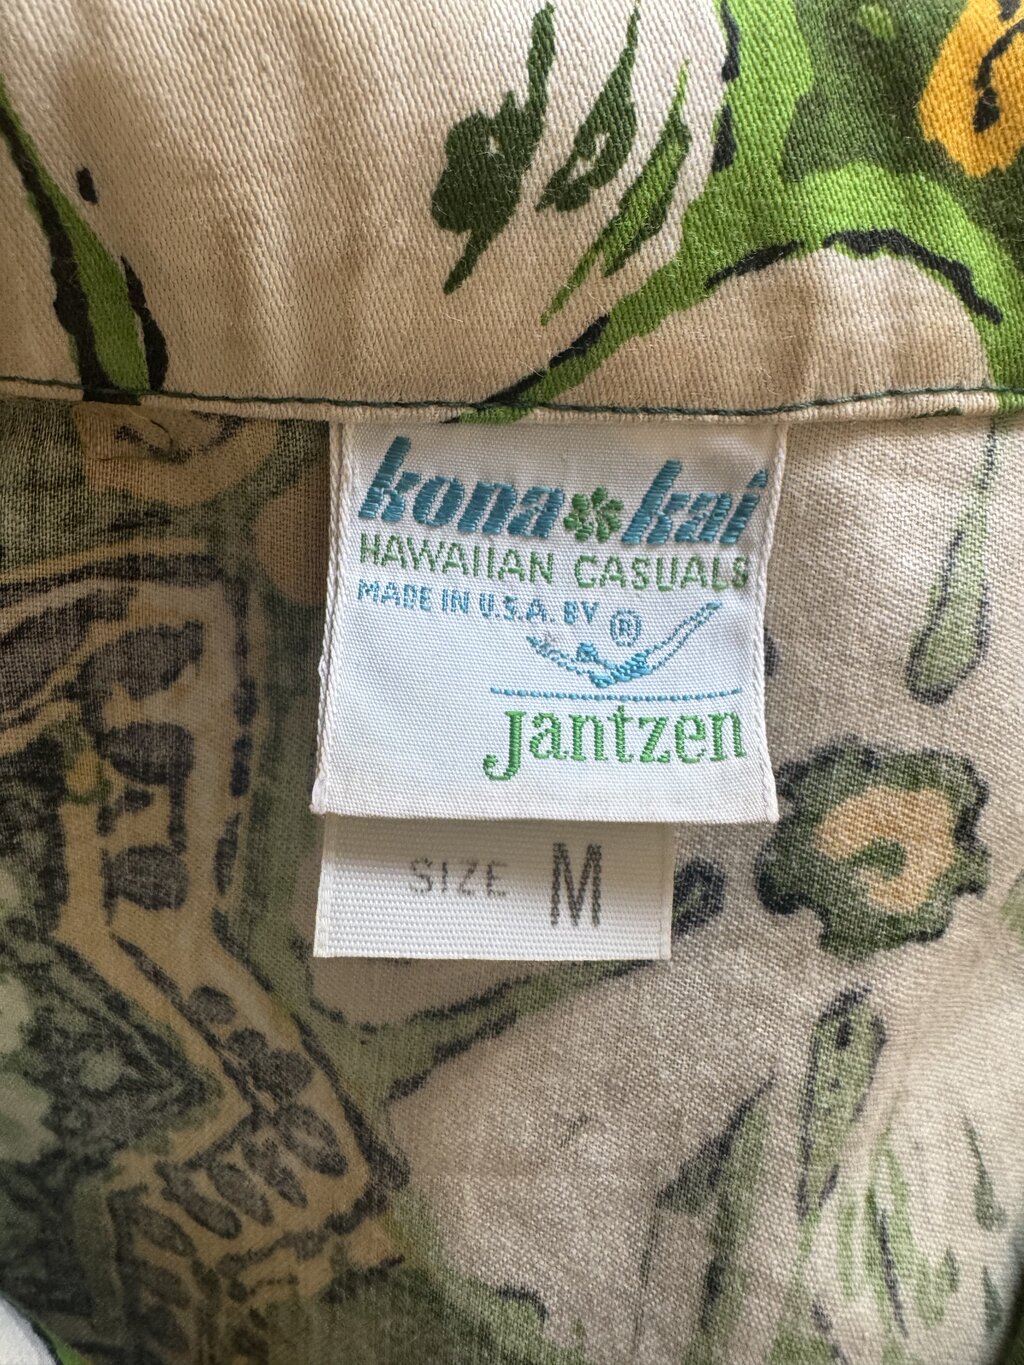 kona kai
HAWAIIAN CASUALS
MADE IN U.S.A. BY ®
Jantzen
SIZE M